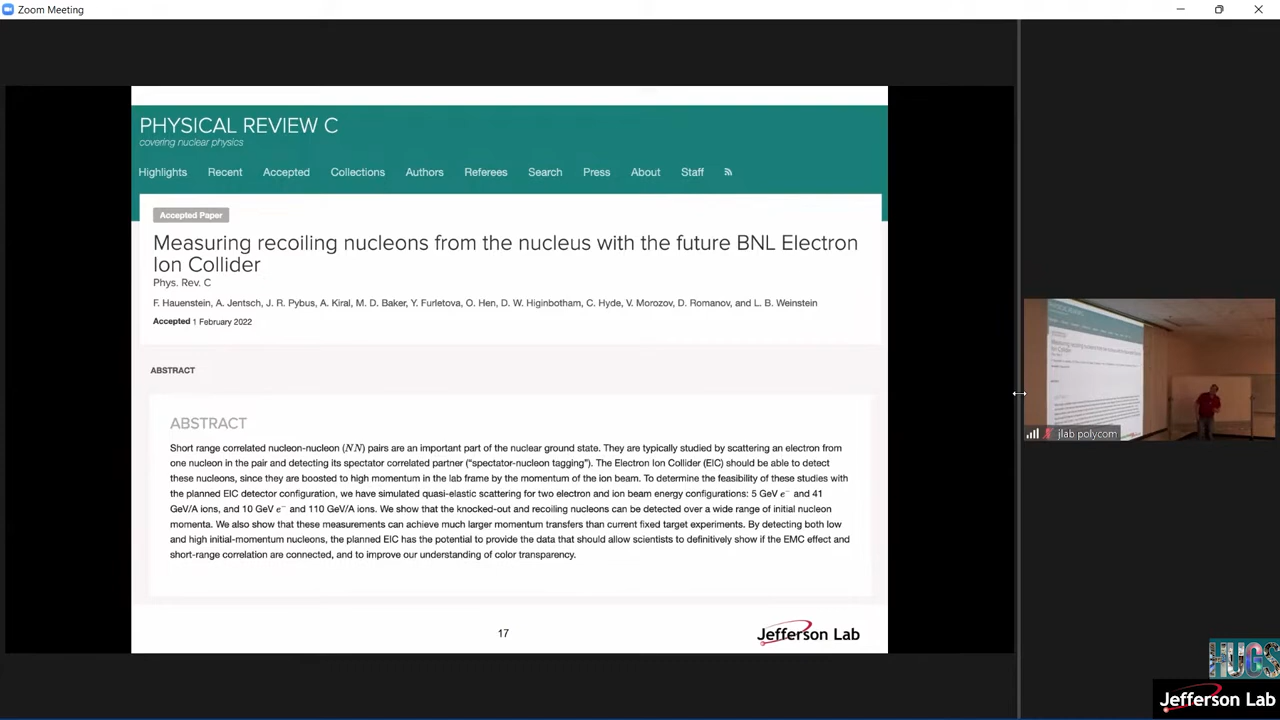 Zoom Meeting
PHYSICAL REVIEW C
covering nuclear physics
Highlights Recent Accepted Collections Authors Referees Search Press About Staff
Accepted Paper
Measuring recoiling nucleons from the nucleus with the future BNL Electron
Ion Collider
Phys. Rev. C
F. Hauenstein, A. Jentsch, J. R. Pybus, A. Kiral, M. D. Baker, Y. Furletova, O. Hen, D. W. Higinbotham, C. Hyde, V. Morozov, D. Romanov, and L. B. Weinstein
Accepted 1 February 2022
ABSTRACT
ABSTRACT
Short range correlated nucleon-nucleon (NN) pairs are an important part of the nuclear ground state. They are typically studied by scattering an electron from
one nucleon in the pair and detecting its spectator correlated partner (“spectator-nucleon tagging”). The Electron Ion Collider (EIC) should be able to detect
these nucleons, since they are boosted to high momentum in the lab frame by the momentum of the ion beam. To determine the feasibility of these studies with
the planned EIC detector configuration, we have simulated quasi-elastic scattering for two electron and ion beam energy configurations: 5 GeV e⁻ and 41
GeV/A ions, and 10 GeV e⁻ and 110 GeV/A ions. We show that the knocked-out and recoiling nucleons can be detected over a wide range of initial nucleon
momenta. We also show that these measurements can achieve much larger momentum transfers than current fixed target experiments. By detecting both low
and high initial-momentum nucleons, the planned EIC has the potential to provide the data that should allow scientists to definitively show if the EMC effect and
short-range correlation are connected, and to improve our understanding of color transparency.
17
Jefferson Lab
jlab polycom
HUGS
Jefferson Lab